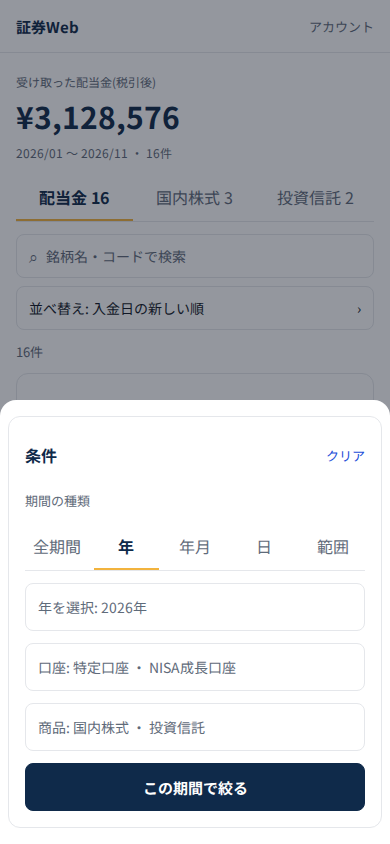 証券Web
アカウント
受け取った配当金(税引後)
¥3,128,576
2026/01 〜 2026/11 ・ 16件
配当金 16
国内株式 3
投資信託 2
銘柄名・コードで検索
並べ替え: 入金日の新しい順
16件
条件
クリア
期間の種類
全期間
年
年月
日
範囲
年を選択: 2026年
口座: 特定口座 ・ NISA成長口座
商品: 国内株式 ・ 投資信託
この期間で絞る